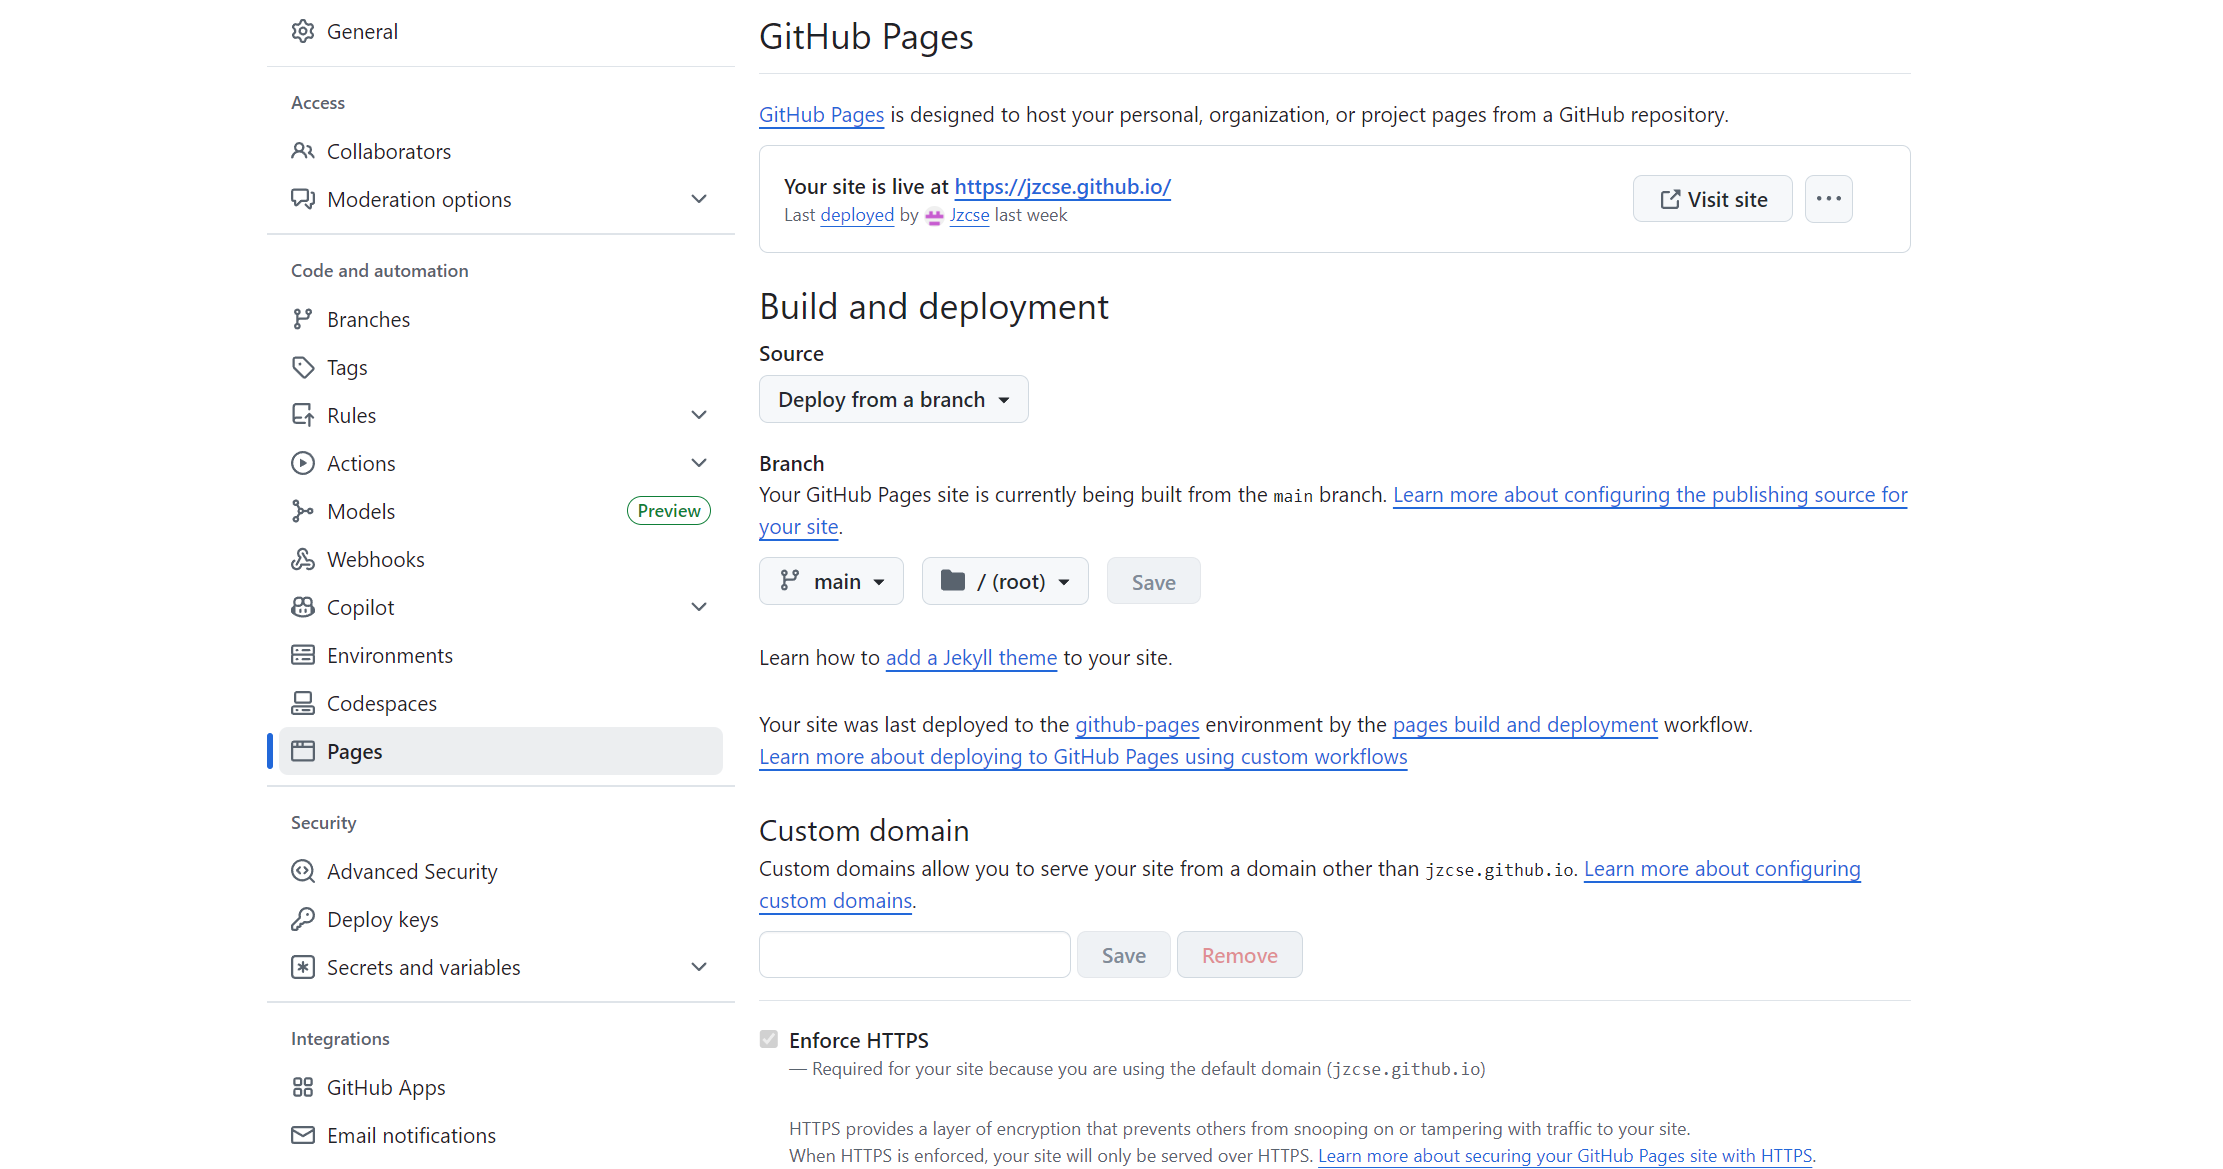 General
Access
Collaborators
Moderation options
Code and automation
Branches
Tags
Rules
Actions
Models
Preview
Webhooks
Copilot
Environments
Codespaces
Pages
Security
Advanced Security
Deploy keys
Secrets and variables
Integrations
GitHub Apps
Email notifications
GitHub Pages
GitHub Pages is designed to host your personal, organization, or project pages from a GitHub repository.
Your site is live at https://jzcse.github.io/
Last deployed by Jzcse last week
Visit site
Build and deployment
Source
Deploy from a branch
Branch
Your GitHub Pages site is currently being built from the main branch. Learn more about configuring the publishing source for
your site.
main
/ (root)
Save
Learn how to add a Jekyll theme to your site.
Your site was last deployed to the github-pages environment by the pages build and deployment workflow.
Learn more about deploying to GitHub Pages using custom workflows
Custom domain
Custom domains allow you to serve your site from a domain other than jzcse.github.io. Learn more about configuring
custom domains.
Save
Remove
Enforce HTTPS
— Required for your site because you are using the default domain (jzcse.github.io)
HTTPS provides a layer of encryption that prevents others from snooping on or tampering with traffic to your site.
When HTTPS is enforced, your site will only be served over HTTPS. Learn more about securing your GitHub Pages site with HTTPS.